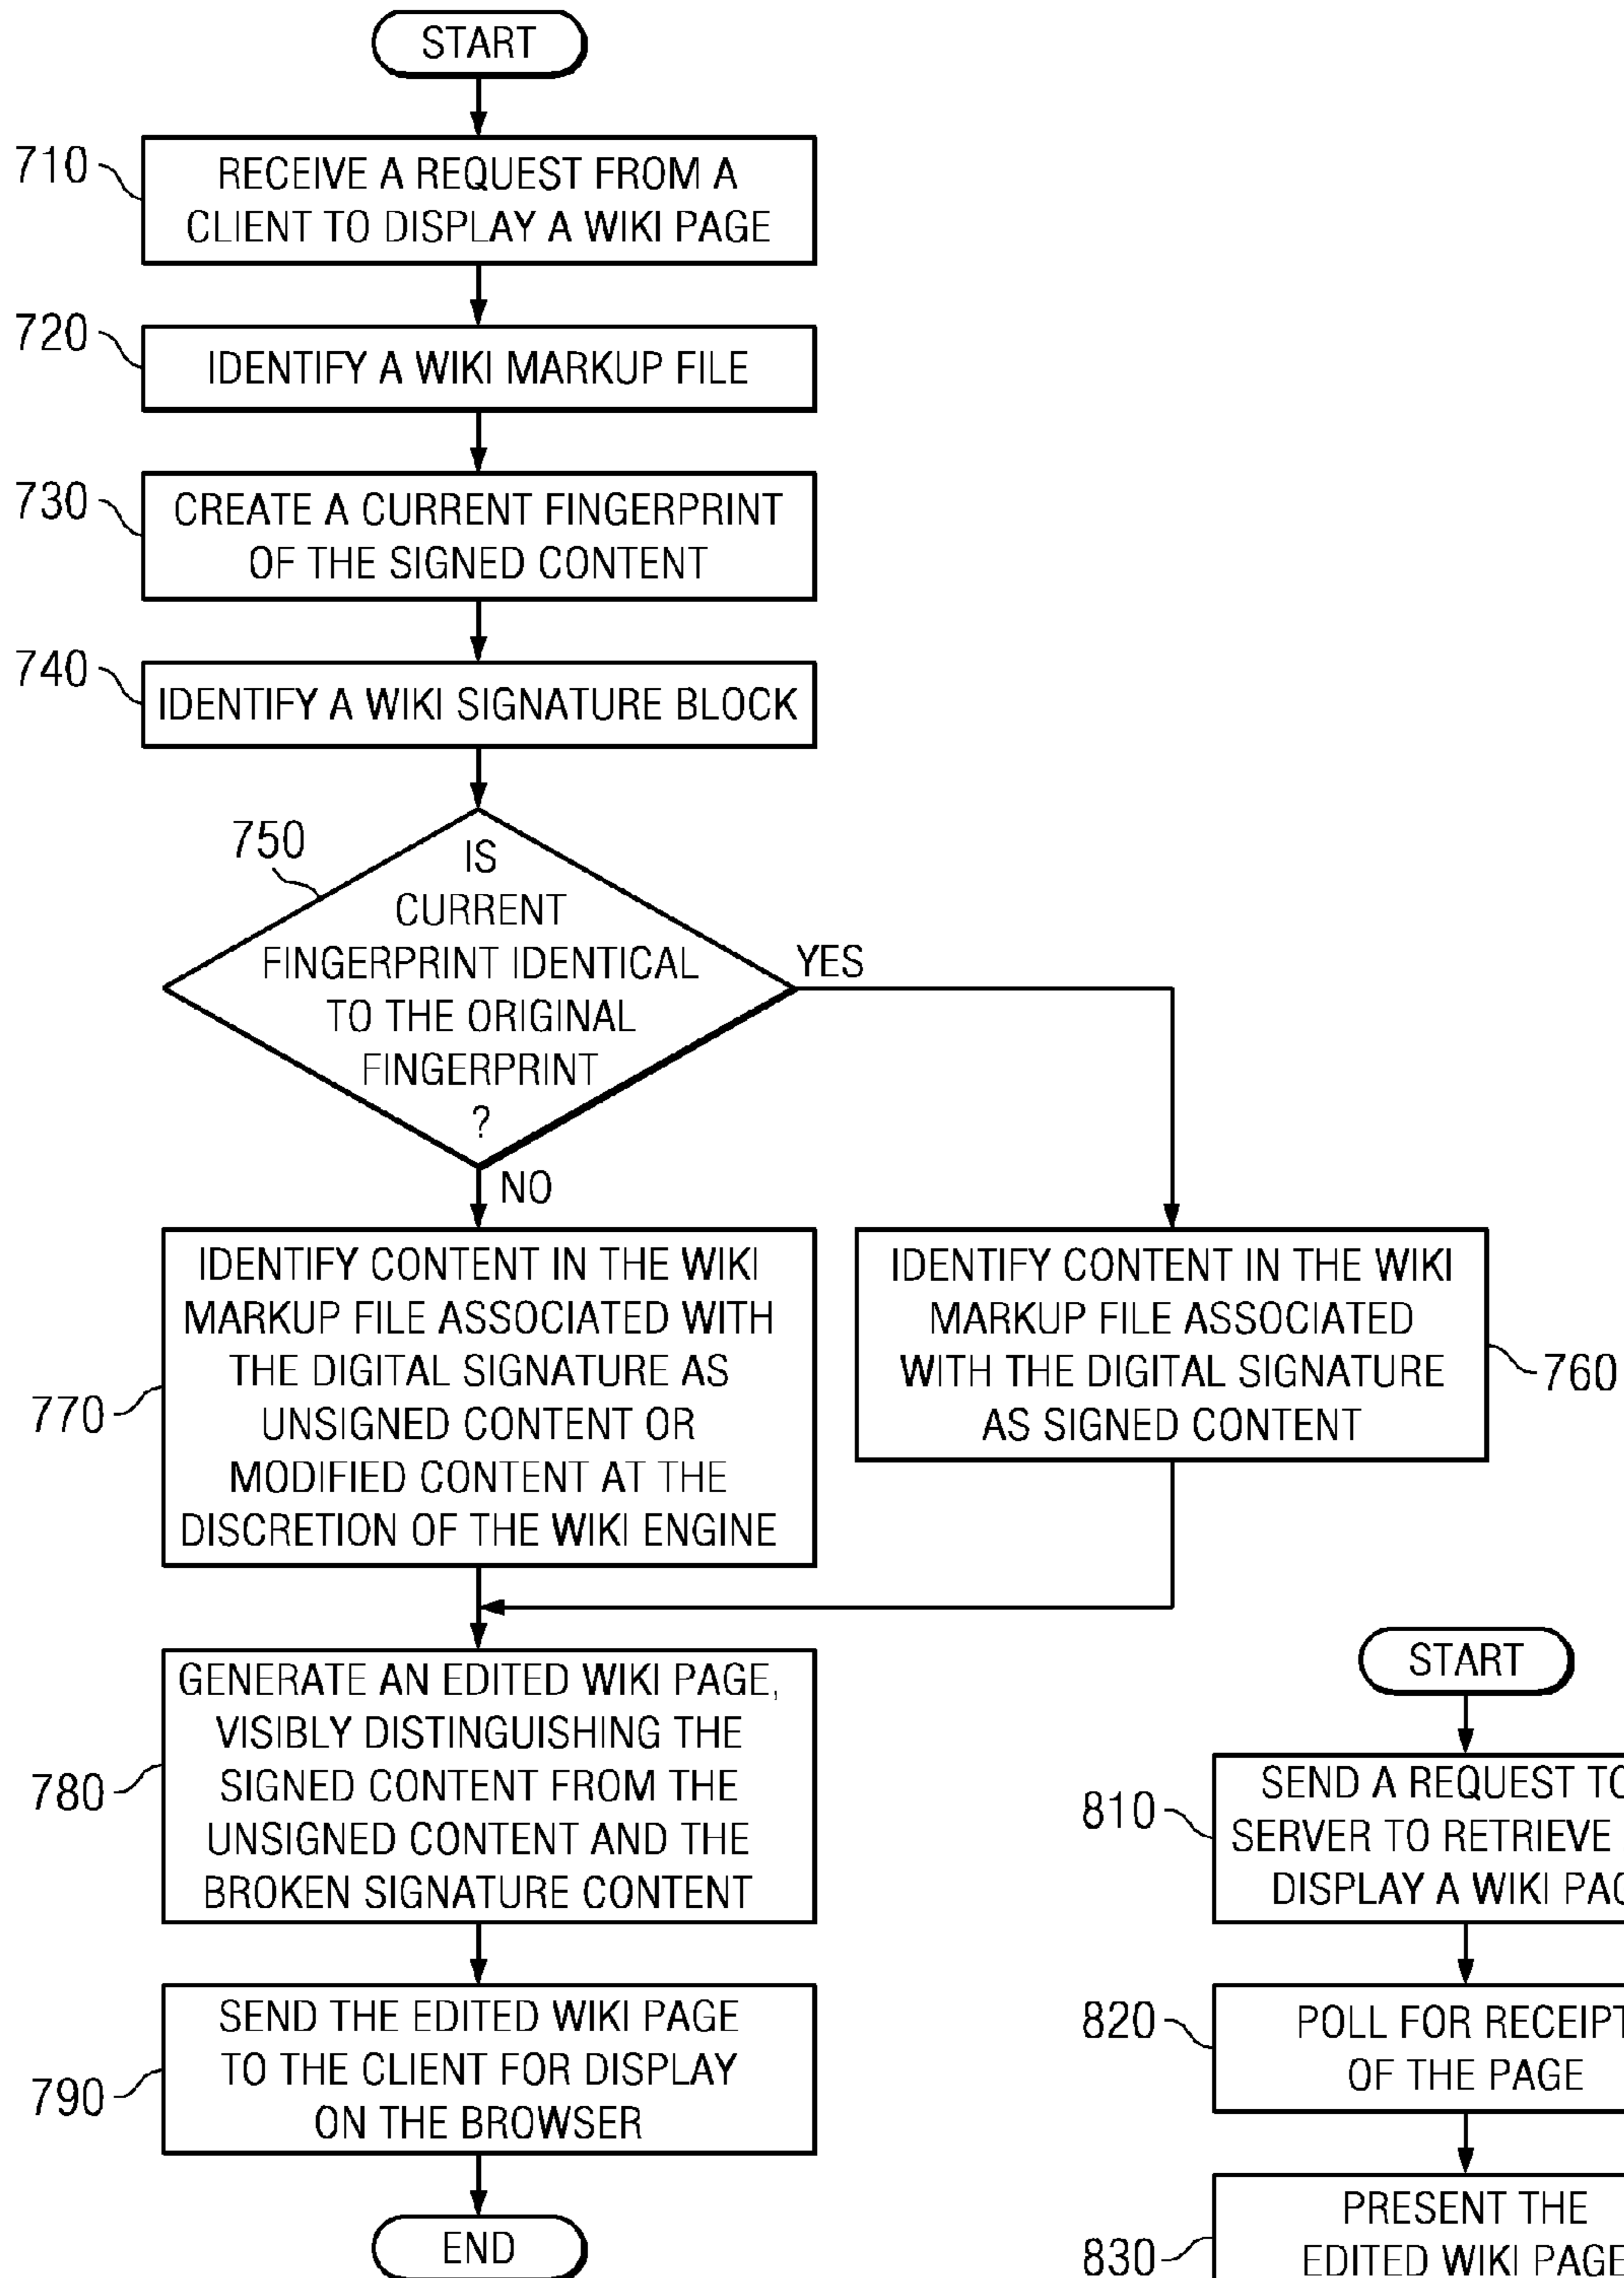 START
710
RECEIVE A REQUEST FROM A
CLIENT TO DISPLAY A WIKI PAGE
720
IDENTIFY A WIKI MARKUP FILE
730
CREATE A CURRENT FINGERPRINT
OF THE SIGNED CONTENT
740
IDENTIFY A WIKI SIGNATURE BLOCK
750
IS
CURRENT
FINGERPRINT IDENTICAL
TO THE ORIGINAL
FINGERPRINT
?
YES
NO
770
IDENTIFY CONTENT IN THE WIKI
MARKUP FILE ASSOCIATED WITH
THE DIGITAL SIGNATURE AS
UNSIGNED CONTENT OR
MODIFIED CONTENT AT THE
DISCRETION OF THE WIKI ENGINE
IDENTIFY CONTENT IN THE WIKI
MARKUP FILE ASSOCIATED
WITH THE DIGITAL SIGNATURE
AS SIGNED CONTENT
760
780
GENERATE AN EDITED WIKI PAGE,
VISIBLY DISTINGUISHING THE
SIGNED CONTENT FROM THE
UNSIGNED CONTENT AND THE
BROKEN SIGNATURE CONTENT
790
SEND THE EDITED WIKI PAGE
TO THE CLIENT FOR DISPLAY
ON THE BROWSER
END
START
810
SEND A REQUEST TO
SERVER TO RETRIEVE
DISPLAY A WIKI PAG
820
POLL FOR RECEIPT
OF THE PAGE
830
PRESENT THE
EDITED WIKI PAGE